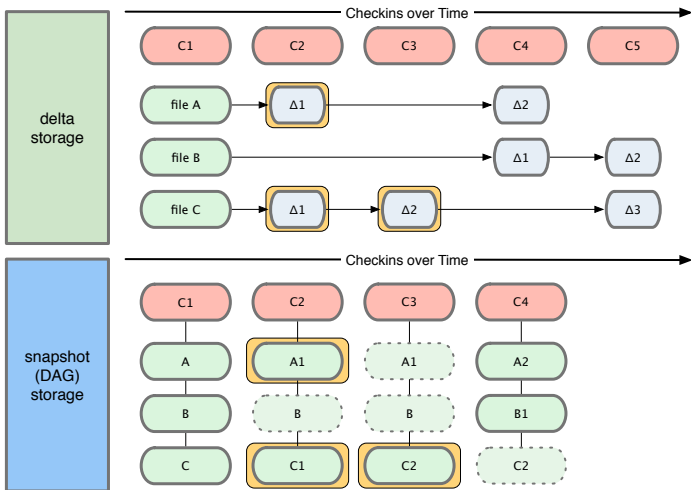 Checkins over Time
C1 C2 C3 C4 C5
delta
storage
file A Δ1 Δ2
file B Δ1 Δ2
file C Δ1 Δ2 Δ3
Checkins over Time
C1 C2 C3 C4
snapshot
(DAG)
storage
A A1 A1 A2
B B B B1
C C1 C2 C2